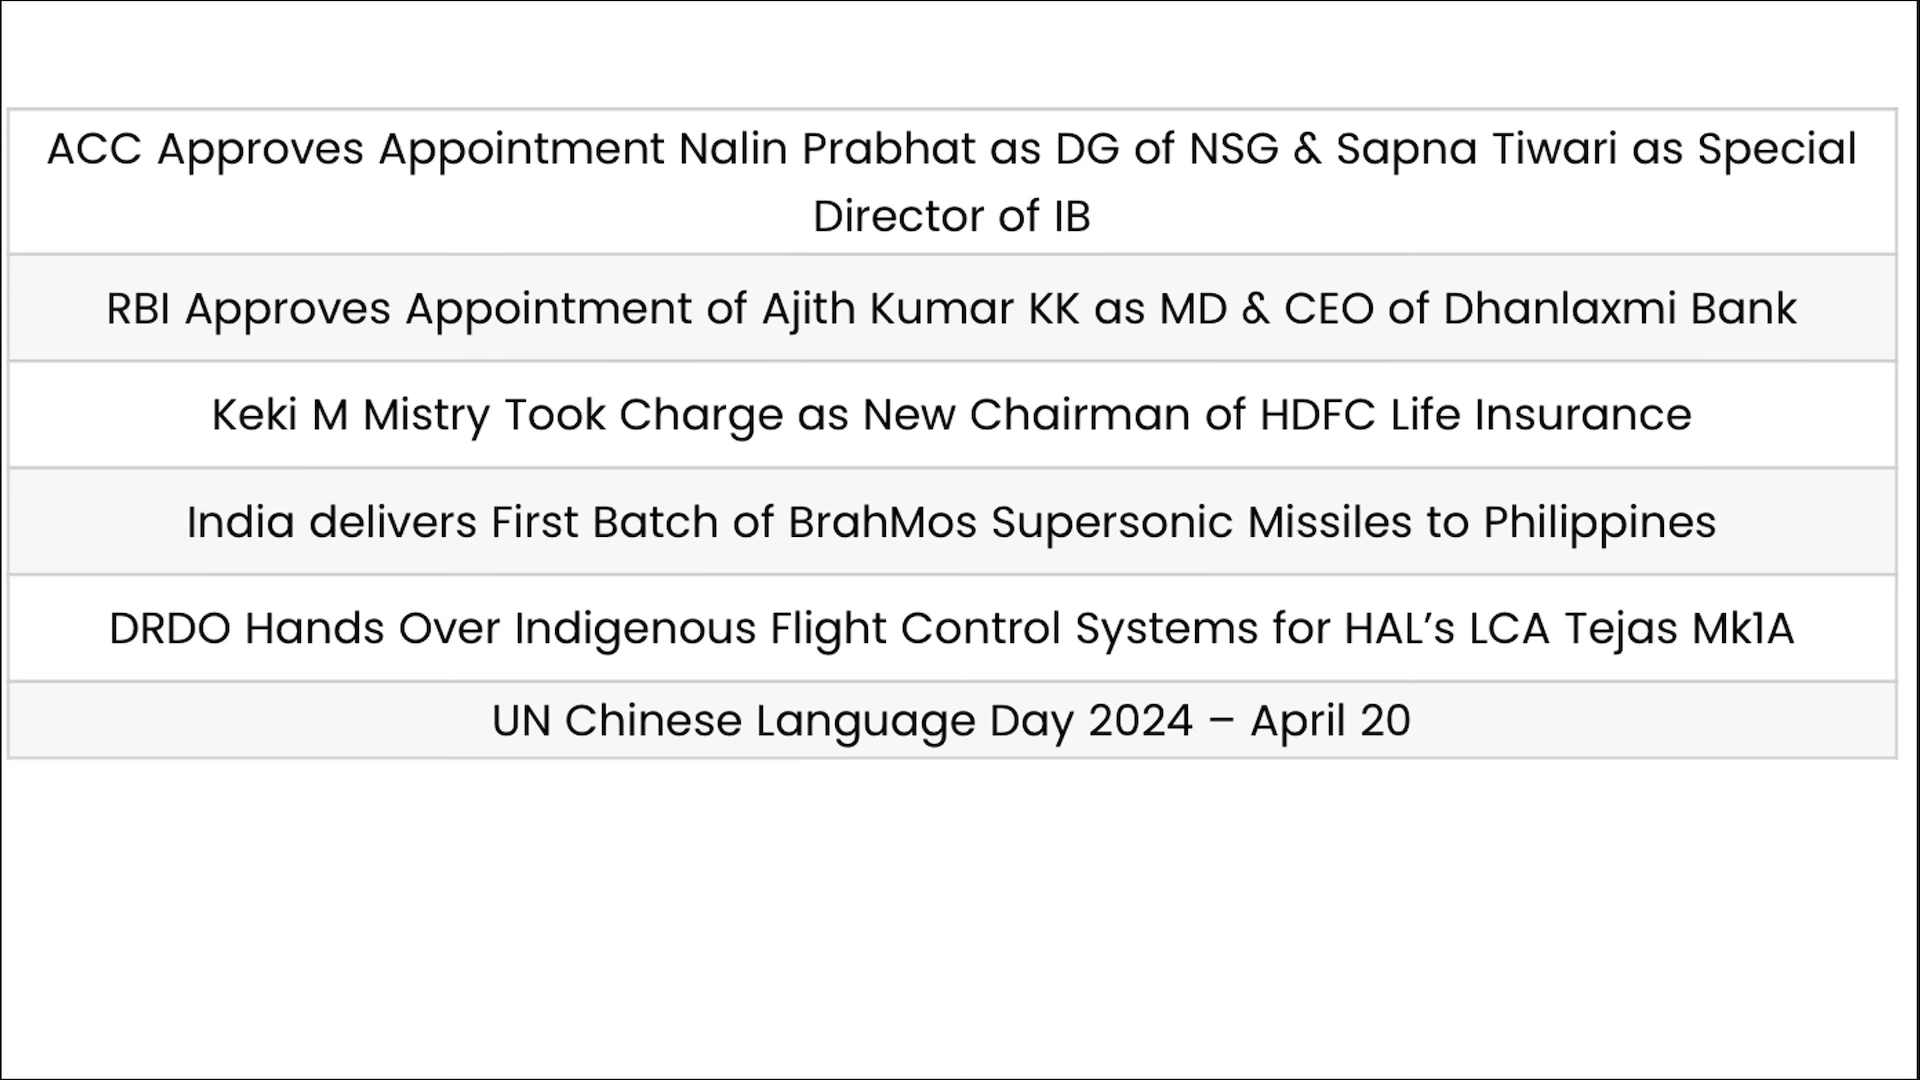 ACC Approves Appointment Nalin Prabhat as DG of NSG & Sapna Tiwari as Special
Director of IB
RBI Approves Appointment of Ajith Kumar KK as MD & CEO of Dhanlaxmi Bank
Keki M Mistry Took Charge as New Chairman of HDFC Life Insurance
India delivers First Batch of BrahMos Supersonic Missiles to Philippines
DRDO Hands Over Indigenous Flight Control Systems for HAL’s LCA Tejas Mk1A
UN Chinese Language Day 2024 – April 20